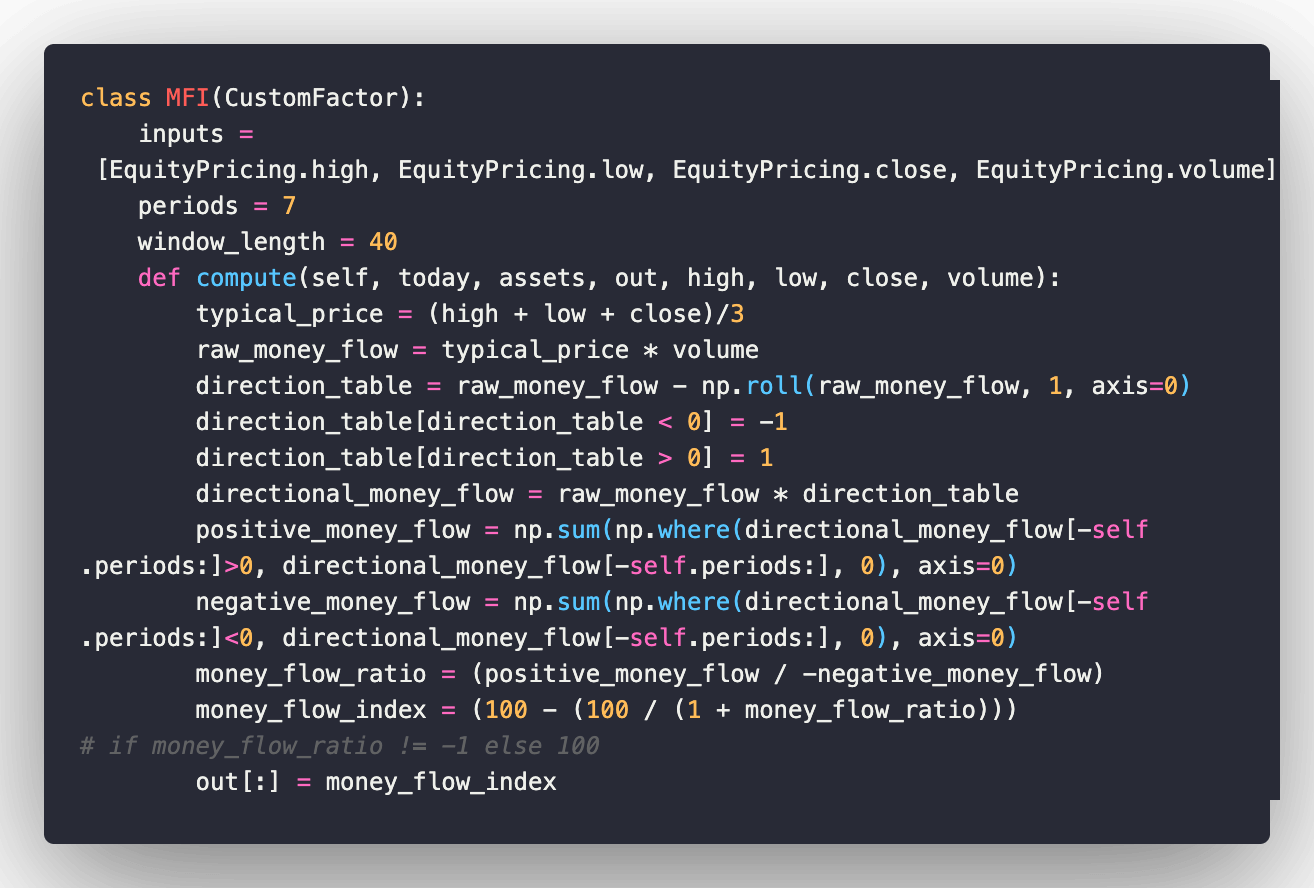 class MFI(CustomFactor):
    inputs =
 [EquityPricing.high, EquityPricing.low, EquityPricing.close, EquityPricing.volume]
    periods = 7
    window_length = 40
    def compute(self, today, assets, out, high, low, close, volume):
        typical_price = (high + low + close)/3
        raw_money_flow = typical_price * volume
        direction_table = raw_money_flow - np.roll(raw_money_flow, 1, axis=0)
        direction_table[direction_table < 0] = -1
        direction_table[direction_table > 0] = 1
        directional_money_flow = raw_money_flow * direction_table
        positive_money_flow = np.sum(np.where(directional_money_flow[-self
.periods:]>0, directional_money_flow[-self.periods:], 0), axis=0)
        negative_money_flow = np.sum(np.where(directional_money_flow[-self
.periods:]<0, directional_money_flow[-self.periods:], 0), axis=0)
        money_flow_ratio = (positive_money_flow / -negative_money_flow)
        money_flow_index = (100 - (100 / (1 + money_flow_ratio)))
# if money_flow_ratio != -1 else 100
        out[:] = money_flow_index